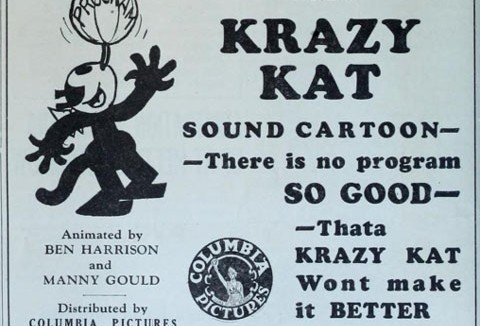 PROGRAM
KRAZY
KAT
SOUND CARTOON—
—There is no program
SO GOOD—
—Thata
KRAZY KAT
Wont make
it BETTER
Animated by
BEN HARRISON
and
MANNY GOULD
Distributed by
COLUMBIA PICTURES
COLUMBIA
PICTURES